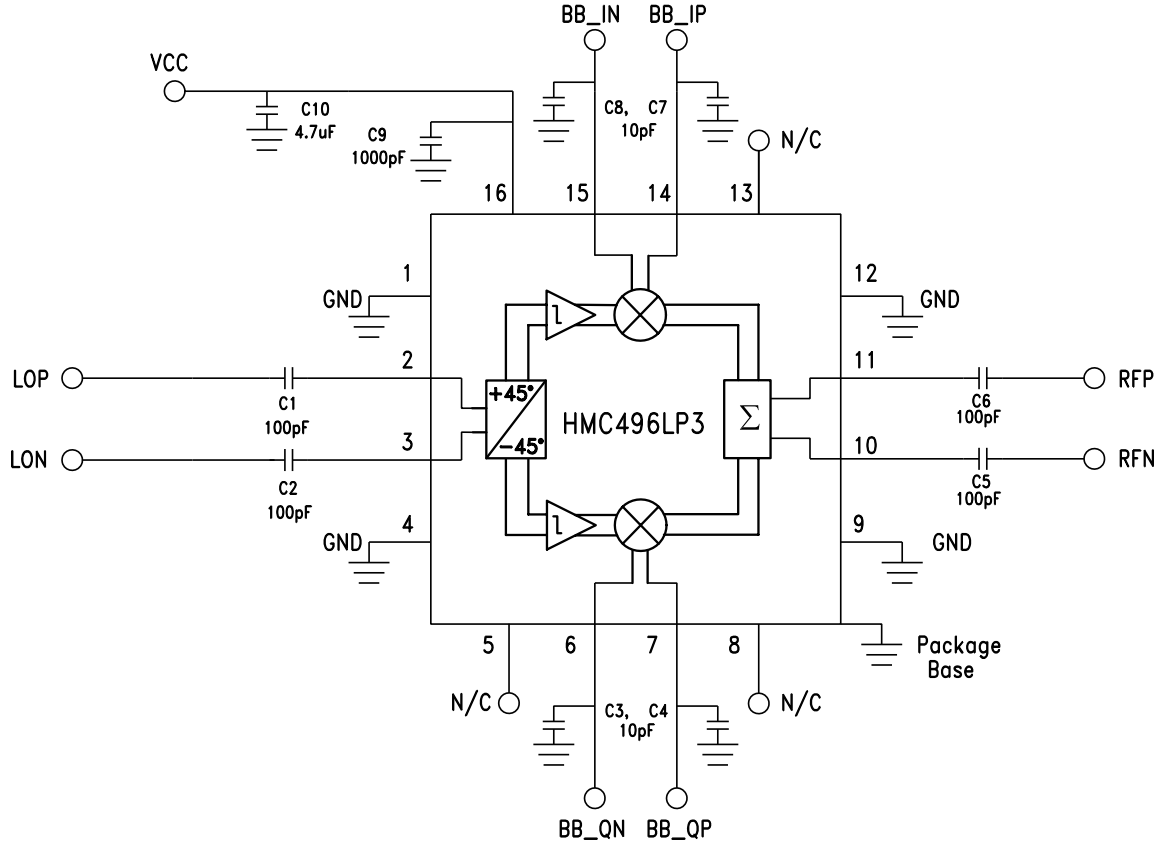 BB_IN BB_IP
VCC
C10
4.7uF
C9
1000pF
C8, C7
10pF
N/C
16 15 14 13
1 12
GND GND
LOP 2 11 RFP
C1
100pF
C6
100pF
+45°
-45°
HMC496LP3
Σ
LON 3 10 RFN
C2
100pF
C5
100pF
4 9
GND GND
5 6 7 8
Package
Base
N/C C3, C4 N/C
10pF
BB_QN BB_QP